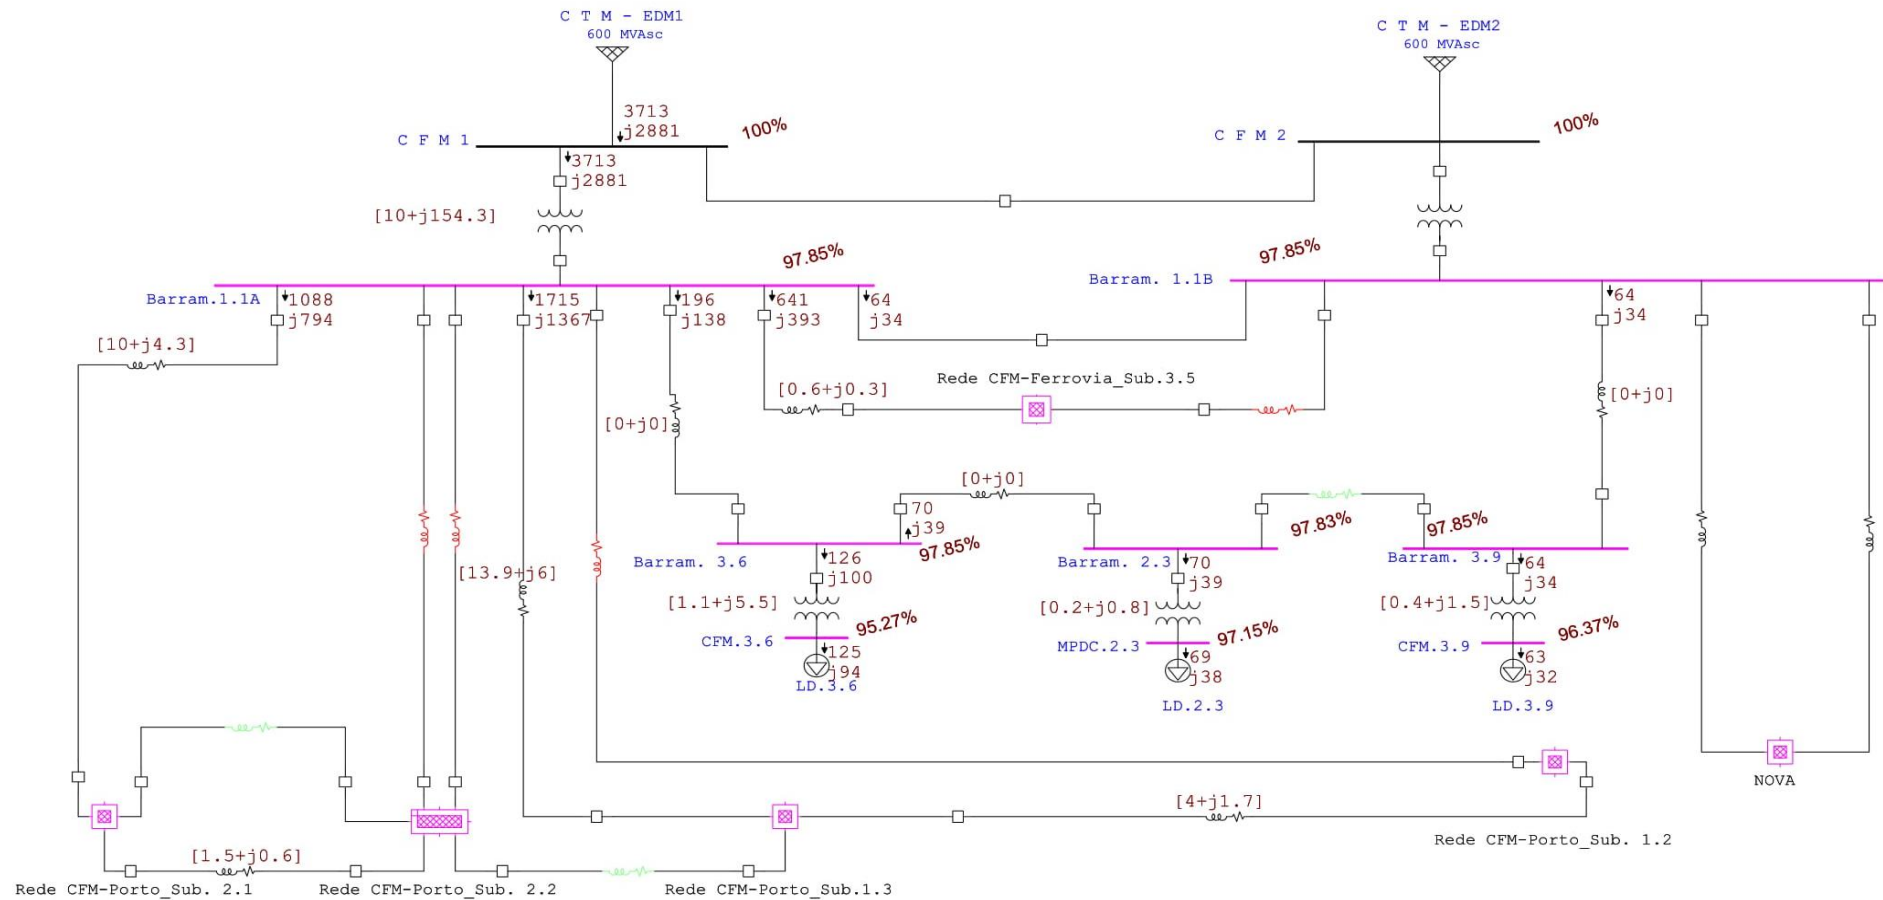 C T M - EDM1
600 MVAsc
C T M - EDM2
600 MVAsc
3713
j2881
100%
C F M 1
C F M 2
100%
3713
j2881
[10+j154.3]
97.85%
97.85%
Barram.1.1A
Barram. 1.1B
1088
j794
1715
j1367
196
j138
641
j393
64
j34
64
j34
[10+j4.3]
Rede CFM-Ferrovia_Sub.3.5
[0.6+j0.3]
[0+j0]
[0+j0]
[0+j0]
70
j39
97.85%
97.83%
97.85%
Barram. 3.6
Barram. 2.3
Barram. 3.9
126
j100
70
j39
64
j34
[13.9+j6]
[1.1+j5.5]
[0.2+j0.8]
[0.4+j1.5]
95.27%
97.15%
96.37%
CFM.3.6
MPDC.2.3
CFM.3.9
125
j94
69
j38
63
j32
LD.3.6
LD.2.3
LD.3.9
NOVA
[4+j1.7]
Rede CFM-Porto_Sub. 1.2
[1.5+j0.6]
Rede CFM-Porto_Sub. 2.1
Rede CFM-Porto_Sub. 2.2
Rede CFM-Porto_Sub.1.3